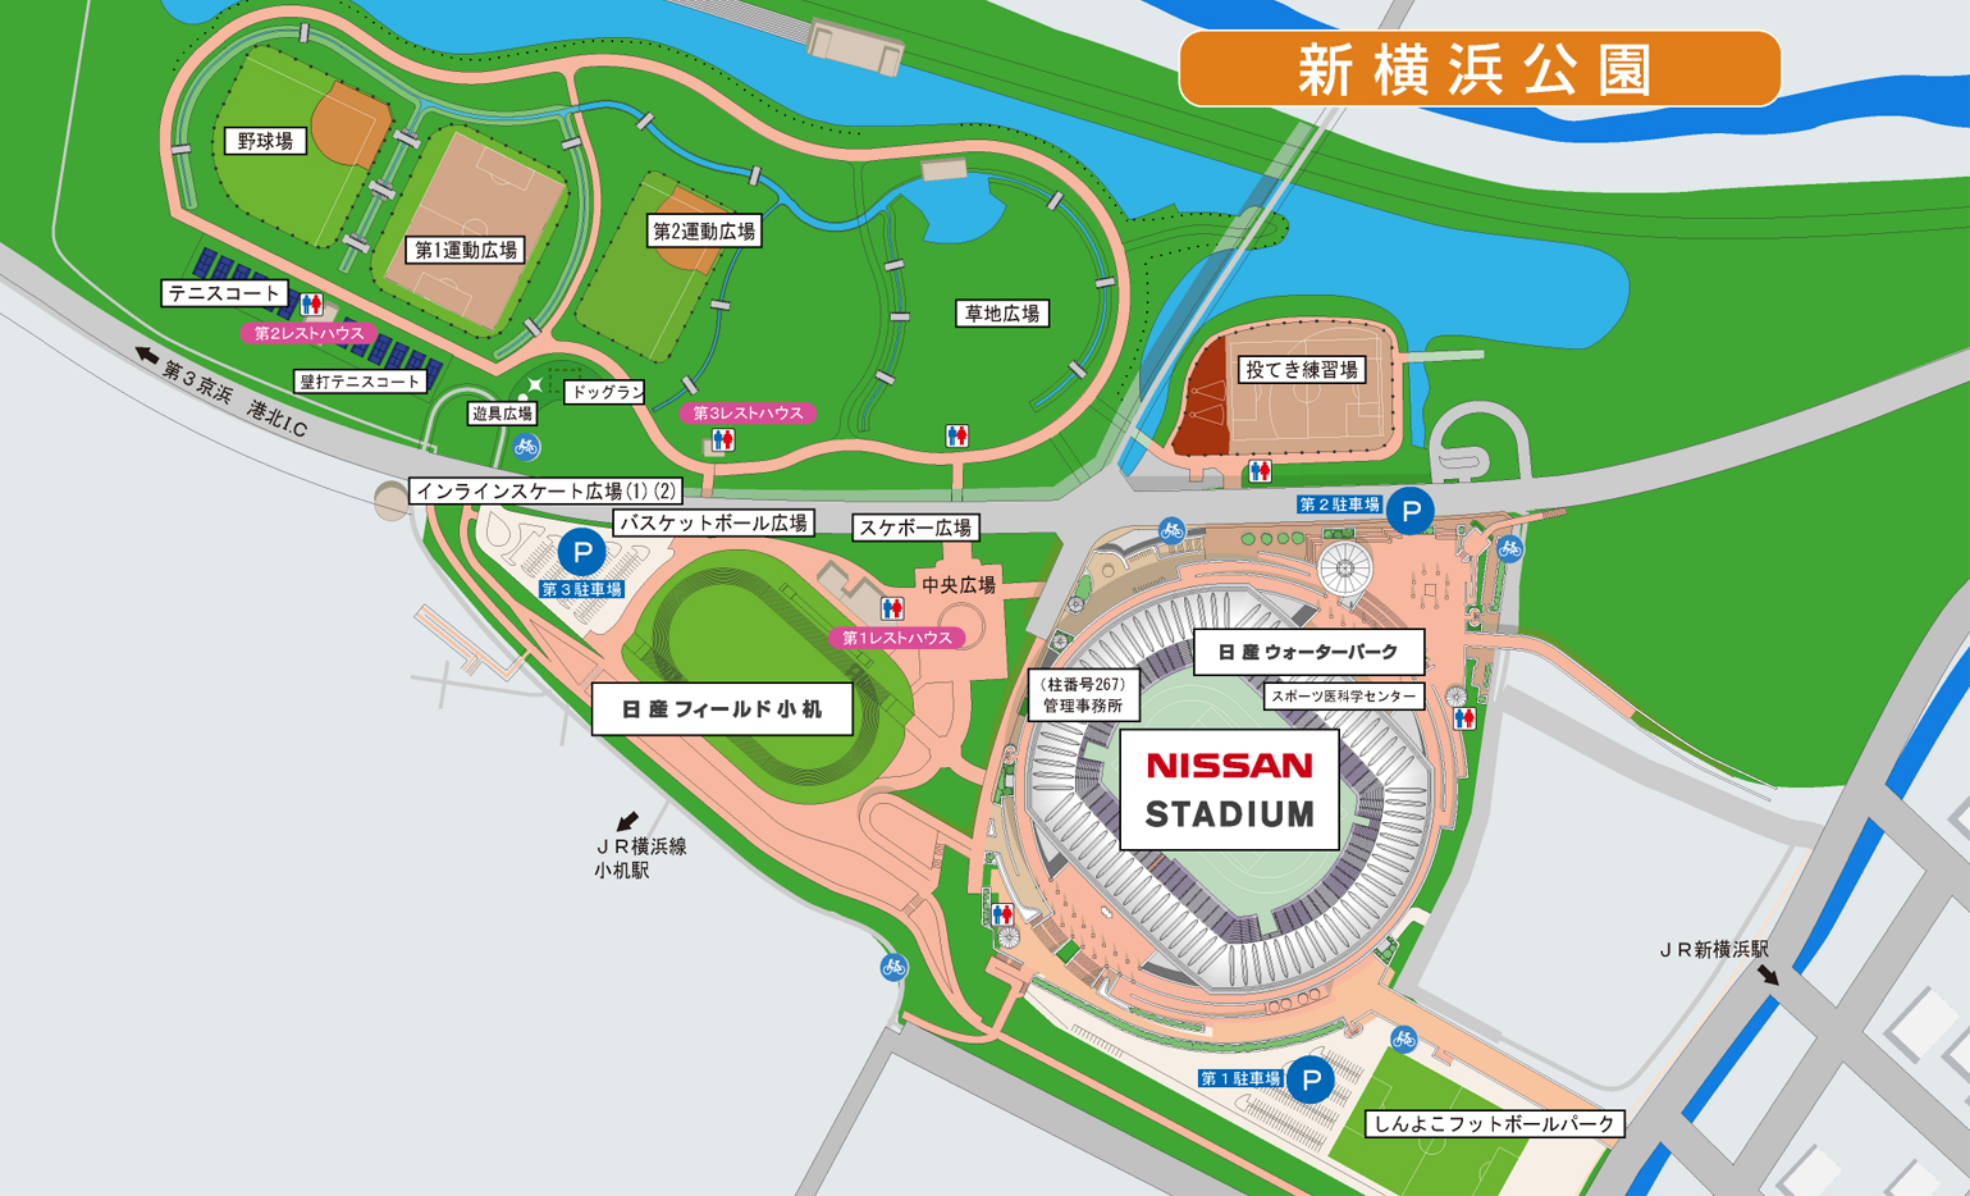 新横浜公園
野球場
第1運動広場
第2運動広場
テニスコート
第2レストハウス
草地広場
壁打テニスコート
投てき練習場
ドッグラン
遊具広場
第3レストハウス
第3京浜 港北I.C
インラインスケート広場(1)(2)
バスケットボール広場
スケボー広場
第2駐車場
P
P
第3駐車場
中央広場
第1レストハウス
日産ウォーターパーク
(柱番号267)
管理事務所
スポーツ医科学センター
日産フィールド小机
NISSAN
STADIUM
JR横浜線
小机駅
JR新横浜駅
第1駐車場
P
しんよこフットボールパーク